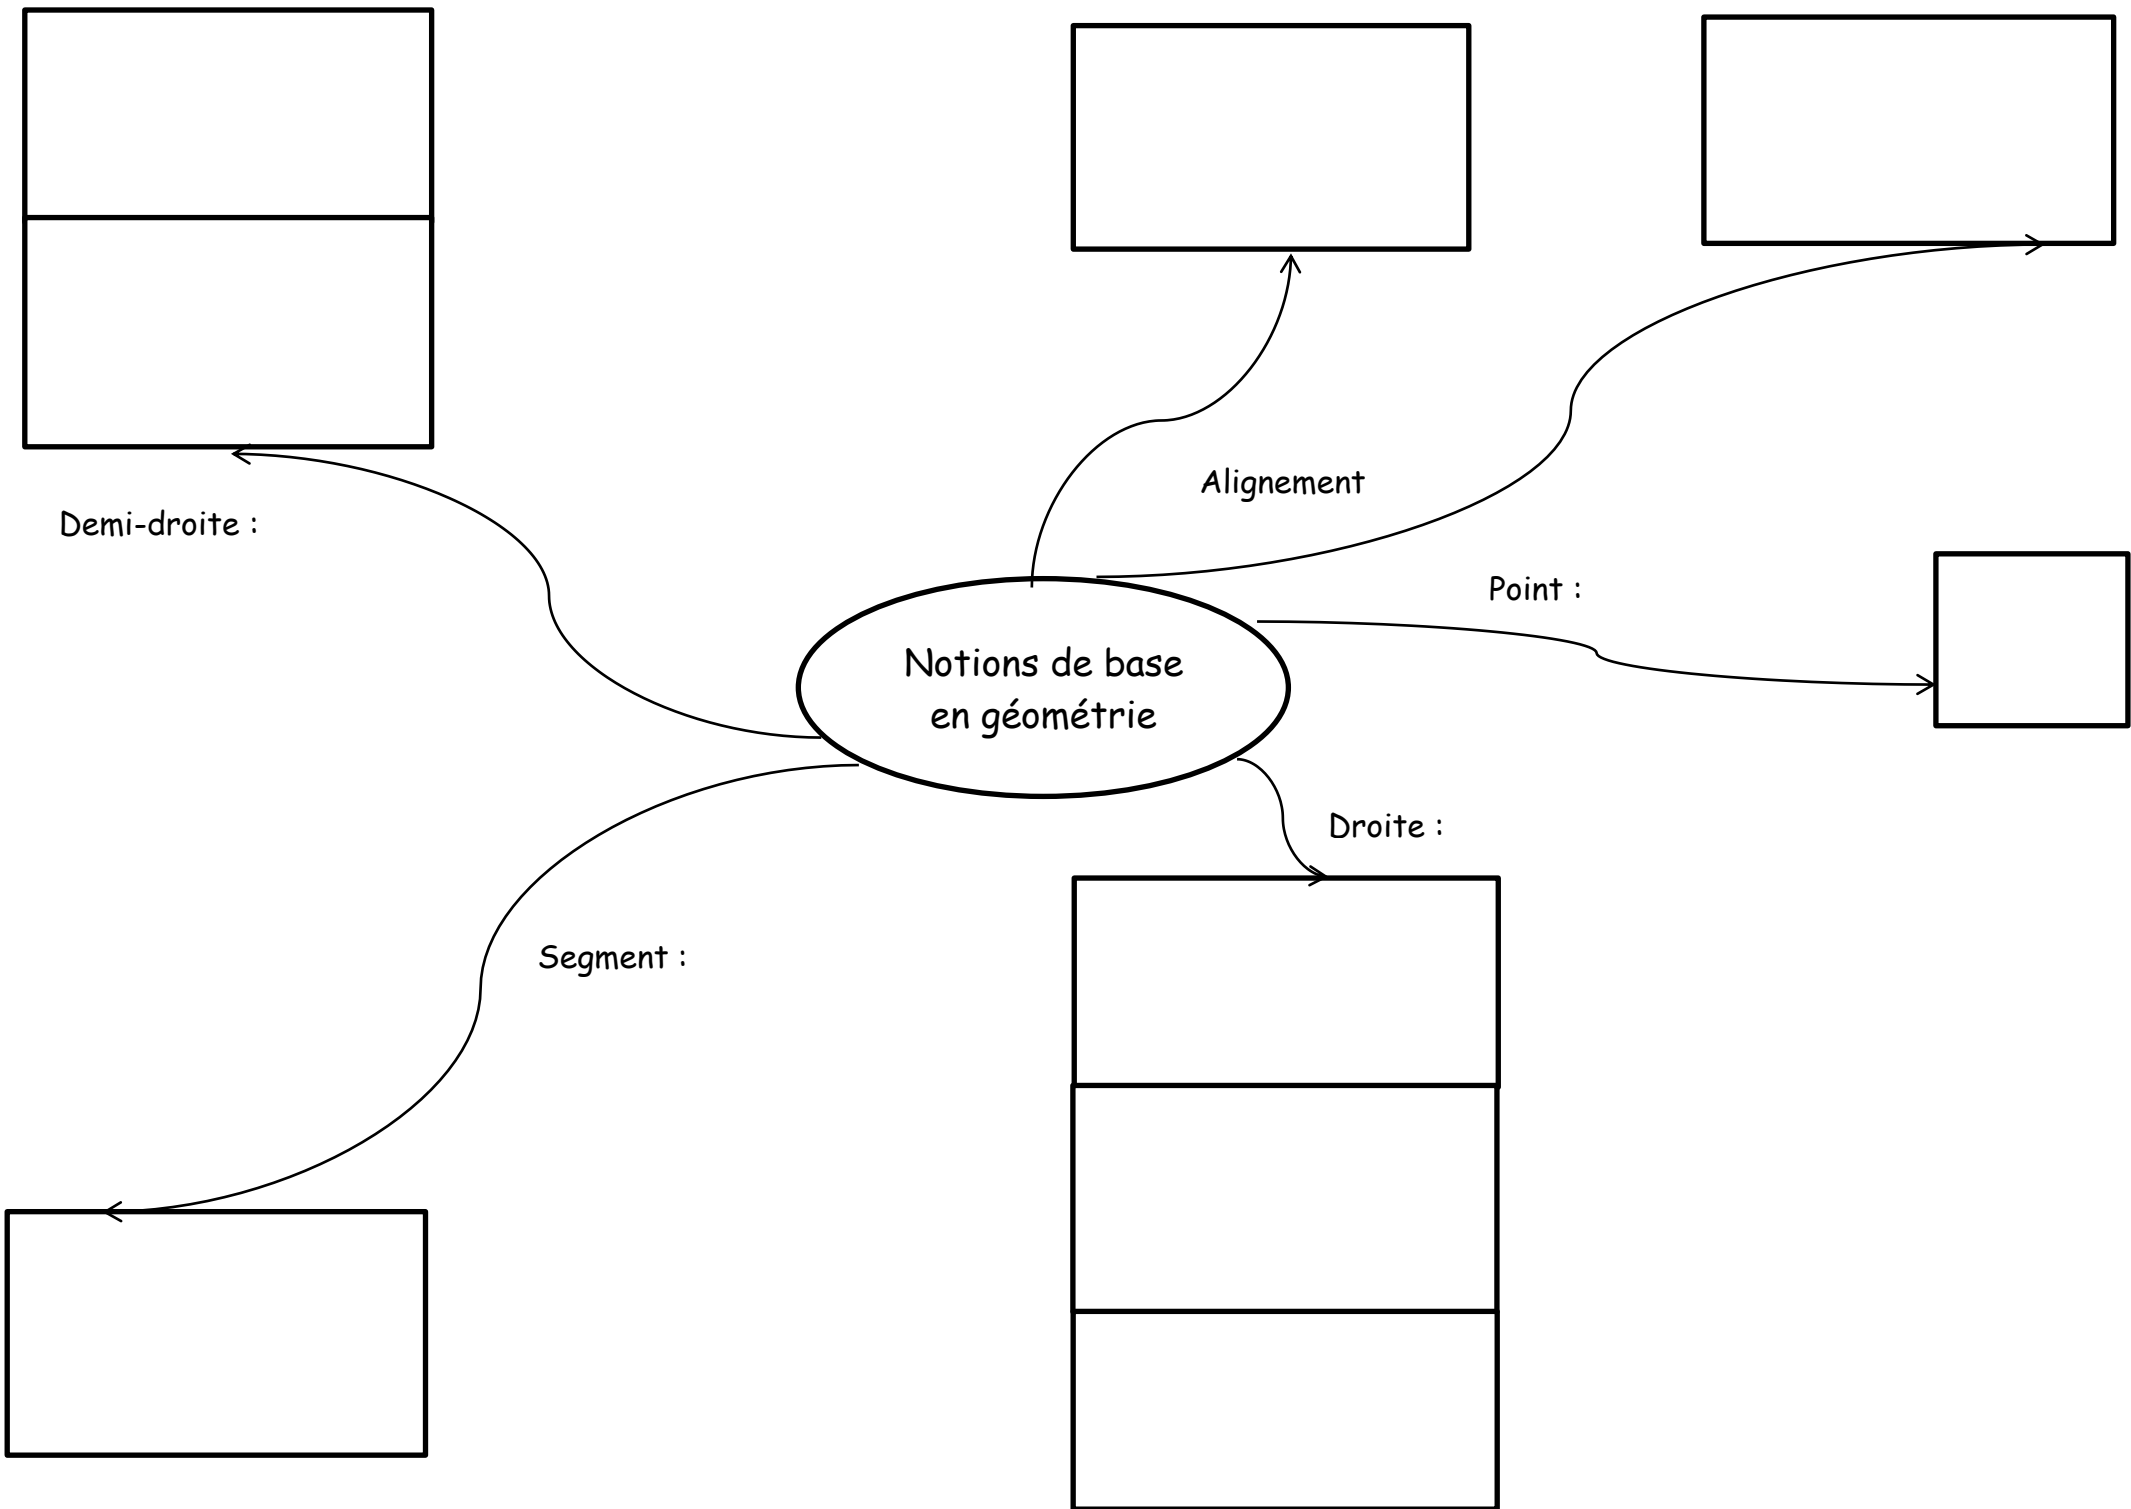 Alignement
Demi-droite :
Point :
Notions de base
en géométrie
Droite :
Segment :